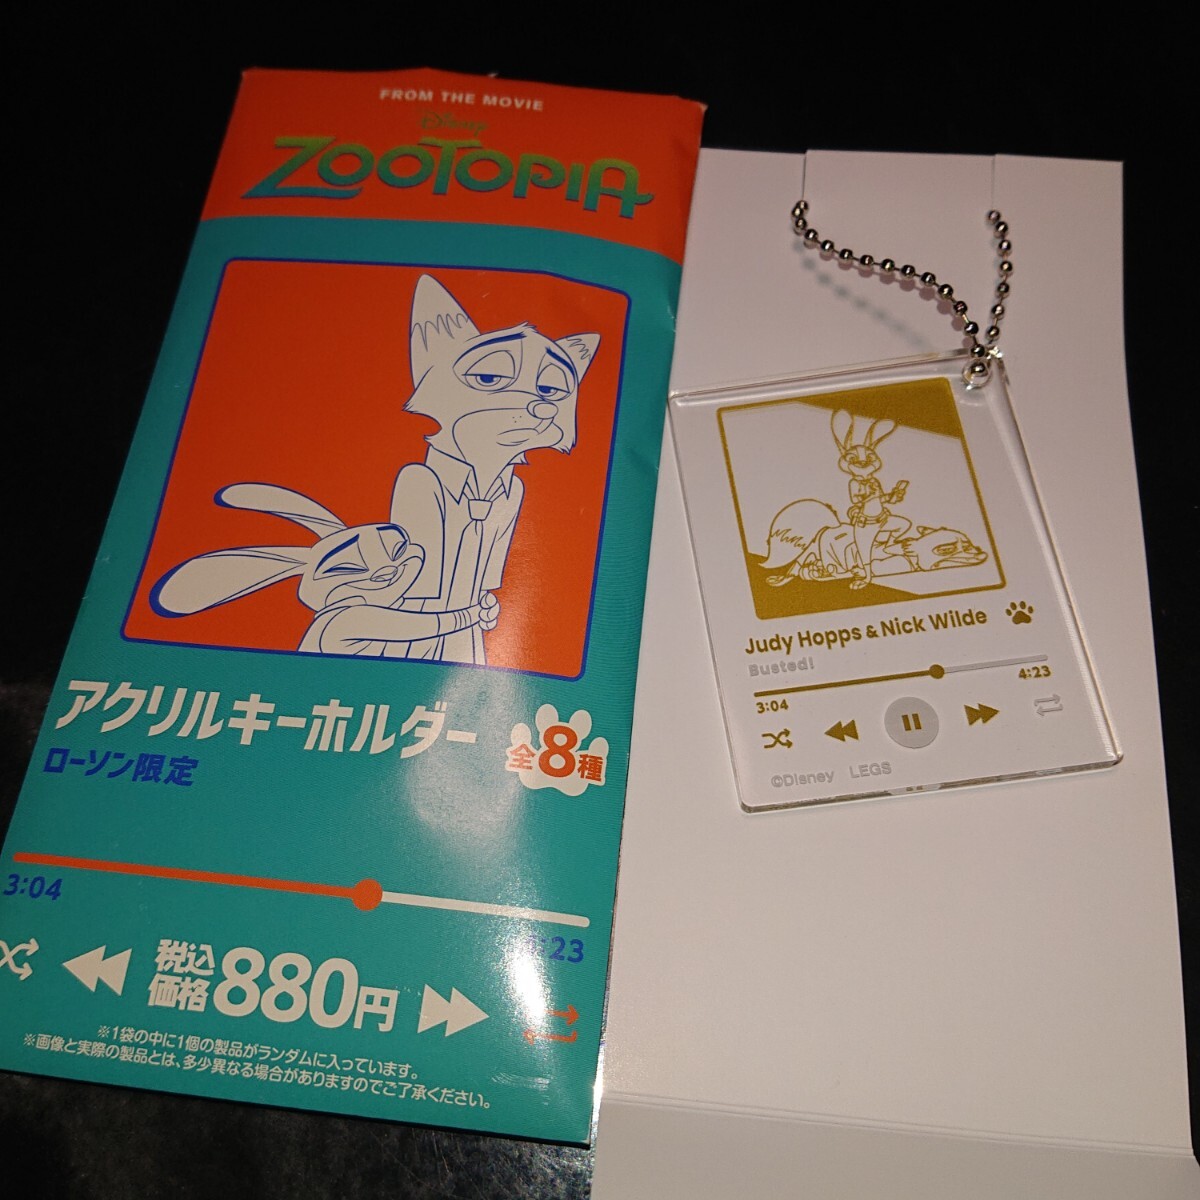 FROM THE MOVIE
Disney
ZOOTOPIA
アクリルキーホルダー
ローソン限定
全8種
3:04
:23
税込
価格880円
※1袋の中に1個の製品がランダムに入っています。
※画像と実際の製品とは、多少異なる場合がありますのでご了承ください。
Judy Hopps & Nick Wilde
Busted!
3:04
4:23
©Disney LEGS